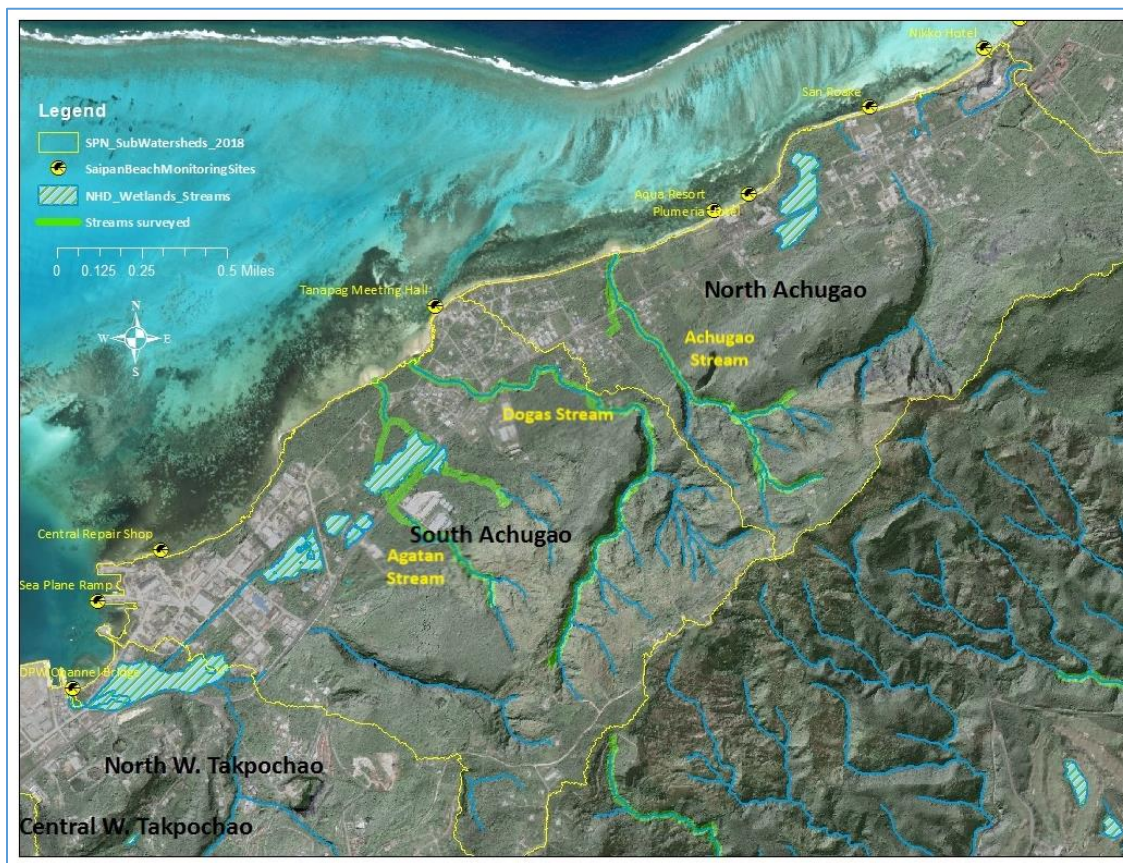 Nikko Hotel
San Roake
Legend
SPN_SubWatersheds_2018
SaipanBeachMonitoringSites
NHD_Wetlands_Streams
Streams surveyed
0 0.125 0.25 0.5 Miles
N
W E
S
Aqua Resort
Plumeria Hotel
Tanapag Meeting Hall
North Achugao
Achugao
Stream
Dogas Stream
South Achugao
Agatan
Stream
Central Repair Shop
Sea Plane Ramp
DPW Channel Bridge
North W. Takpochao
Central W. Takpochao